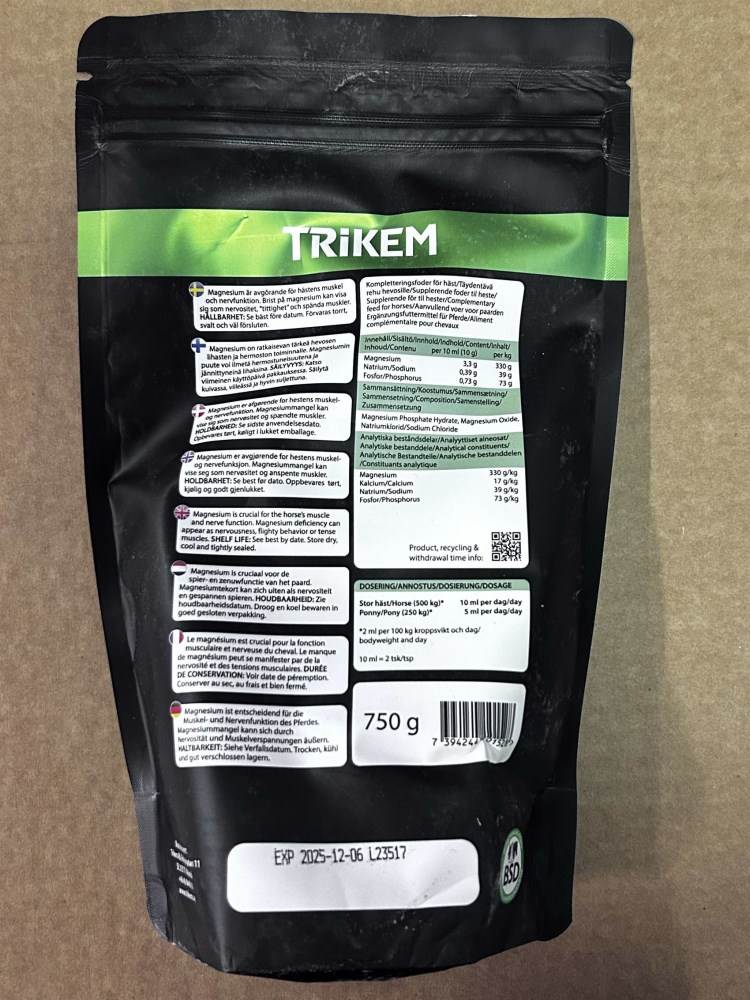 TRiKEM
Magnesium är avgörande för hästens muskel
och nervfunktion. Brist på magnesium kan visa
sig som nervositet, "tittighet" och spända muskler.
HÅLLBARHET: Se bäst före datum. Förvaras torrt,
svalt och väl försluten.
Magnesium on ratkaisevan tärkeä hevosen
lihasten ja hermoston toiminnalle. Magnesiumin
puute voi ilmetä hermostuneisuutena ja
jännittyneinä lihaksina. SÄILYVYYS: Katso
viimeinen käyttöpäivä pakkauksessa. Säilytä
kuivassa, viileässä ja hyvin suljettuna.
Magnesium er afgørende for hestens muskel-
og nervefunktion. Magnesiummangel kan
vise sig som nervøsitet og spændte muskler.
HOLDBARHED: Se sidste anvendelsesdato.
Opbevares tørt, køligt i lukket emballage.
Magnesium er avgjørende for hestens muskel-
og nervefunksjon. Magnesiummangel kan
vise seg som nervøsitet og anspente muskler.
HOLDBARHET: Se best før dato. Oppbevares tørt,
kjølig og godt gjenlukket.
Magnesium is crucial for the horse's muscle
and nerve function. Magnesium deficiency can
appear as nervousness, flighty behavior or tense
muscles. SHELF LIFE: See best by date. Store dry,
cool and tightly sealed.
Magnesium is cruciaal voor de
spier- en zenuwfunctie van het paard.
Magnesiumtekort kan zich uiten als nervositeit
en gespannen spieren. HOUDBAARHEID: Zie
houdbaarheidsdatum. Droog en koel bewaren in
goed gesloten verpakking.
Le magnésium est crucial pour la fonction
musculaire et nerveuse du cheval. Le manque
de magnésium peut se manifester par de la
nervosité et des tensions musculaires. DURÉE
DE CONSERVATION: Voir date de péremption.
Conserver au sec, au frais et bien fermé.
Magnesium ist entscheidend für die
Muskel- und Nervenfunktion des Pferdes.
Magnesiummangel kann sich durch
Nervosität und Muskelverspannungen äußern.
HALTBARKEIT: Siehe Verfallsdatum. Trocken, kühl
und gut verschlossen lagern.
Kompletteringsfoder för häst/Täydentävä
rehu hevosille/Supplerende foder til heste/
Supplerende fôr til hester/Complementary
feed for horses/Aanvullend voer voor paarden
Ergänzungsfuttermittel für Pferde/Aliment
complémentaire pour chevaux
Innehåll/Sisältö/Innhold/Indhold/Content/Inhalt/
Inhoud/Contenu per 10 ml (10 g) per kg
Magnesium 3,3 g 330 g
Natrium/Sodium 0,39 g 39 g
Fosfor/Phosphorus 0,73 g 73 g
Sammansättning/Koostumus/Sammensætning/
Sammensetning/Composition/Samenstelling/
Zusammensetzung
Magnesium Phosphate Hydrate, Magnesium Oxide,
Natriumklorid/Sodium Chloride
Analytiska beståndsdelar/Analyyttiset aineosat/
Analytiske bestanddele/Analytical constituents/
Analytische Bestandteile/Analytische bestanddelen
/Constituants analytique
Magnesium 330 g/kg
Kalcium/Calcium 17 g/kg
Natrium/Sodium 39 g/kg
Fosfor/Phosphorus 73 g/kg
Product, recycling &
withdrawal time info:
DOSERING/ANNOSTUS/DOSIERUNG/DOSAGE
Stor häst/Horse (500 kg)* 10 ml per dag/day
Ponny/Pony (250 kg)* 5 ml per dag/day
*2 ml per 100 kg kroppsvikt och dag/
bodyweight and day
10 ml = 2 tsk/tsp
750 g
EXP 2025-12-06 L23517
BSD